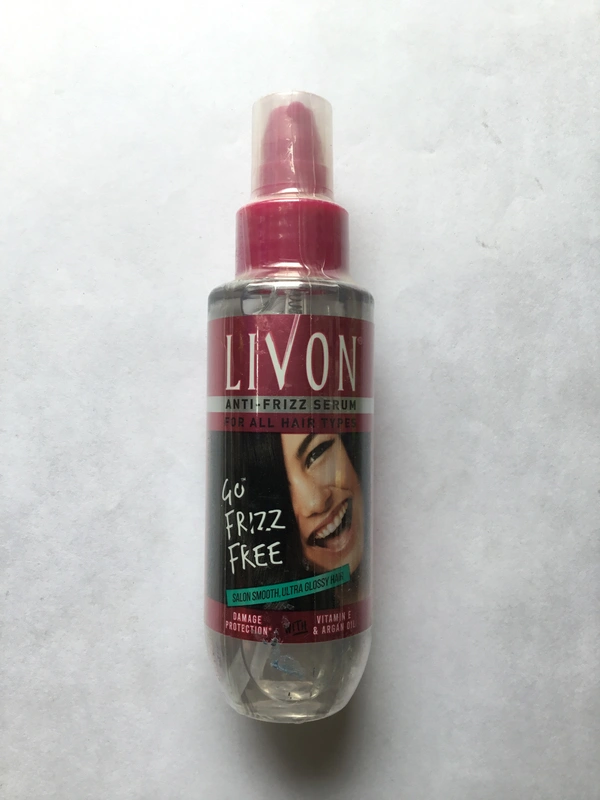 LIVON
ANTI-FRIZZ SERUM
FOR ALL HAIR TYPES
GO
FRIZZ
FREE
SALON SMOOTH, ULTRA GLOSSY HAIR
DAMAGE PROTECTION* WITH VITAMIN E & ARGAN OIL